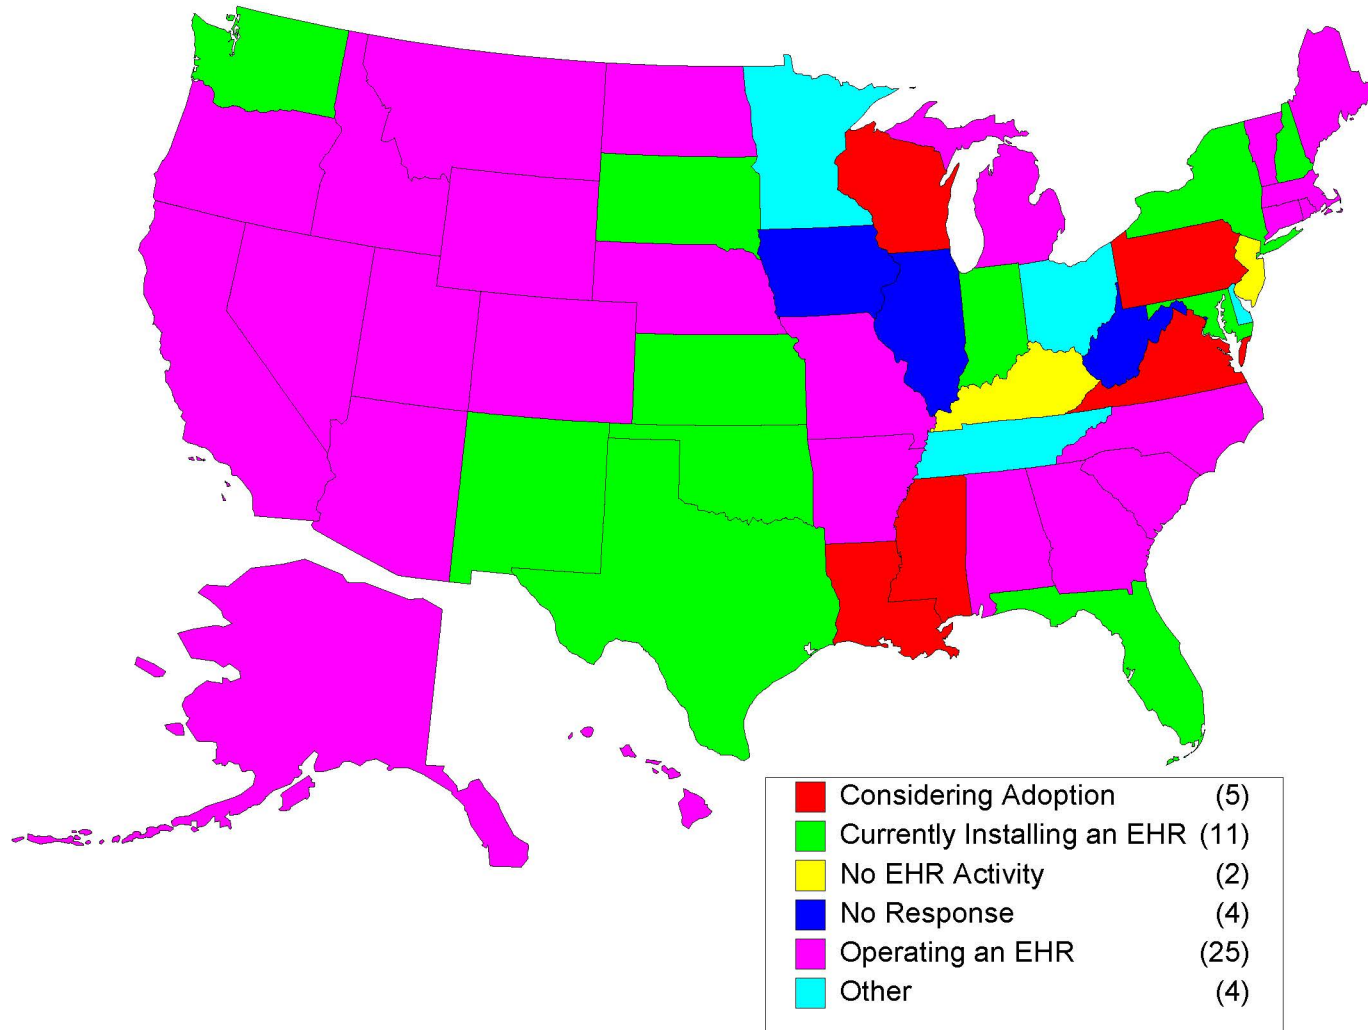 Considering Adoption (5)
Currently Installing an EHR (11)
No EHR Activity (2)
No Response (4)
Operating an EHR (25)
Other (4)